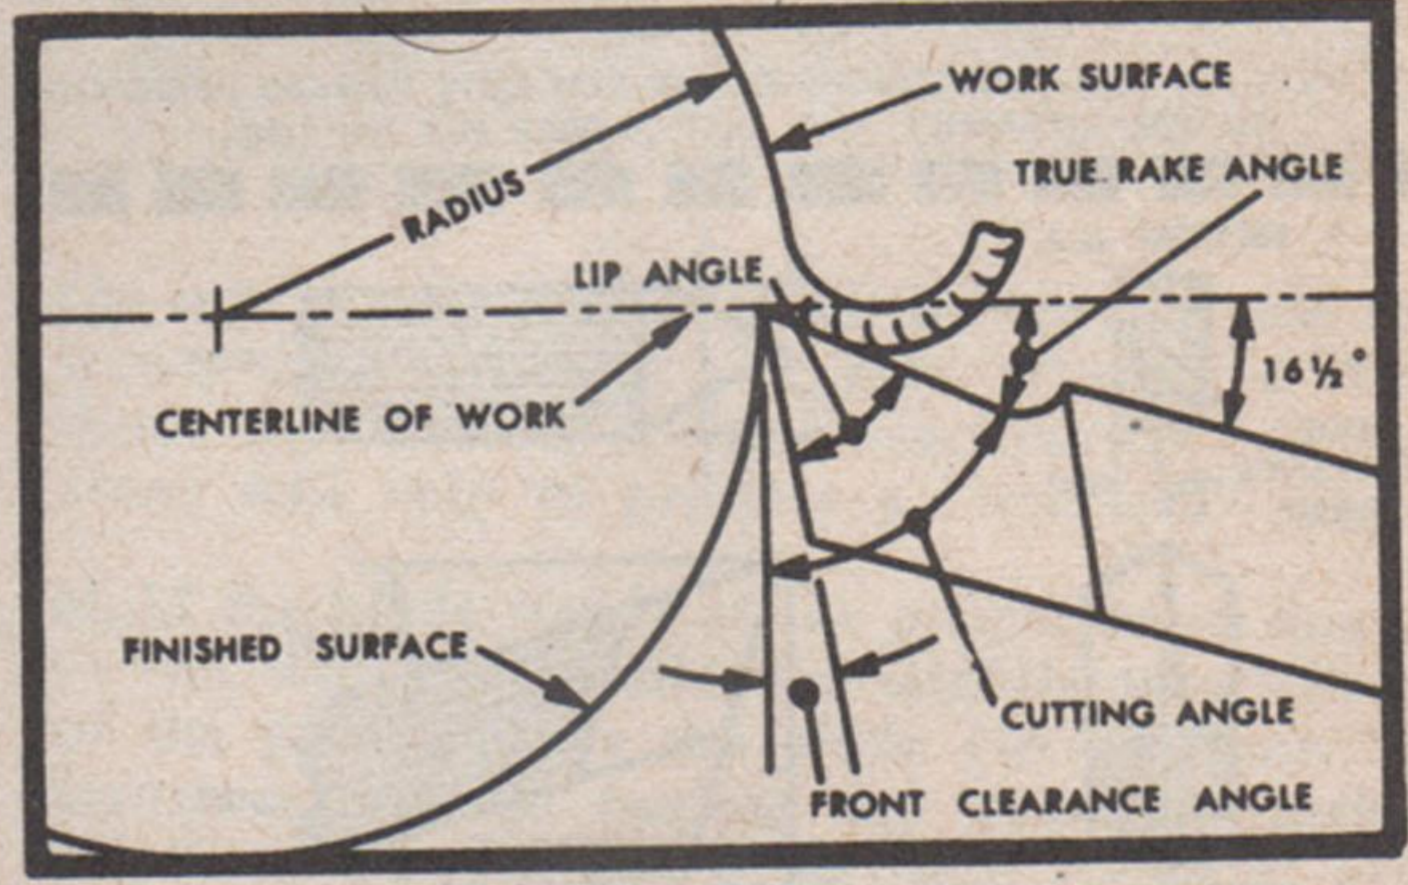 WORK SURFACE
TRUE RAKE ANGLE
RADIUS
LIP ANGLE
16½°
CENTERLINE OF WORK
FINISHED SURFACE
CUTTING ANGLE
FRONT CLEARANCE ANGLE